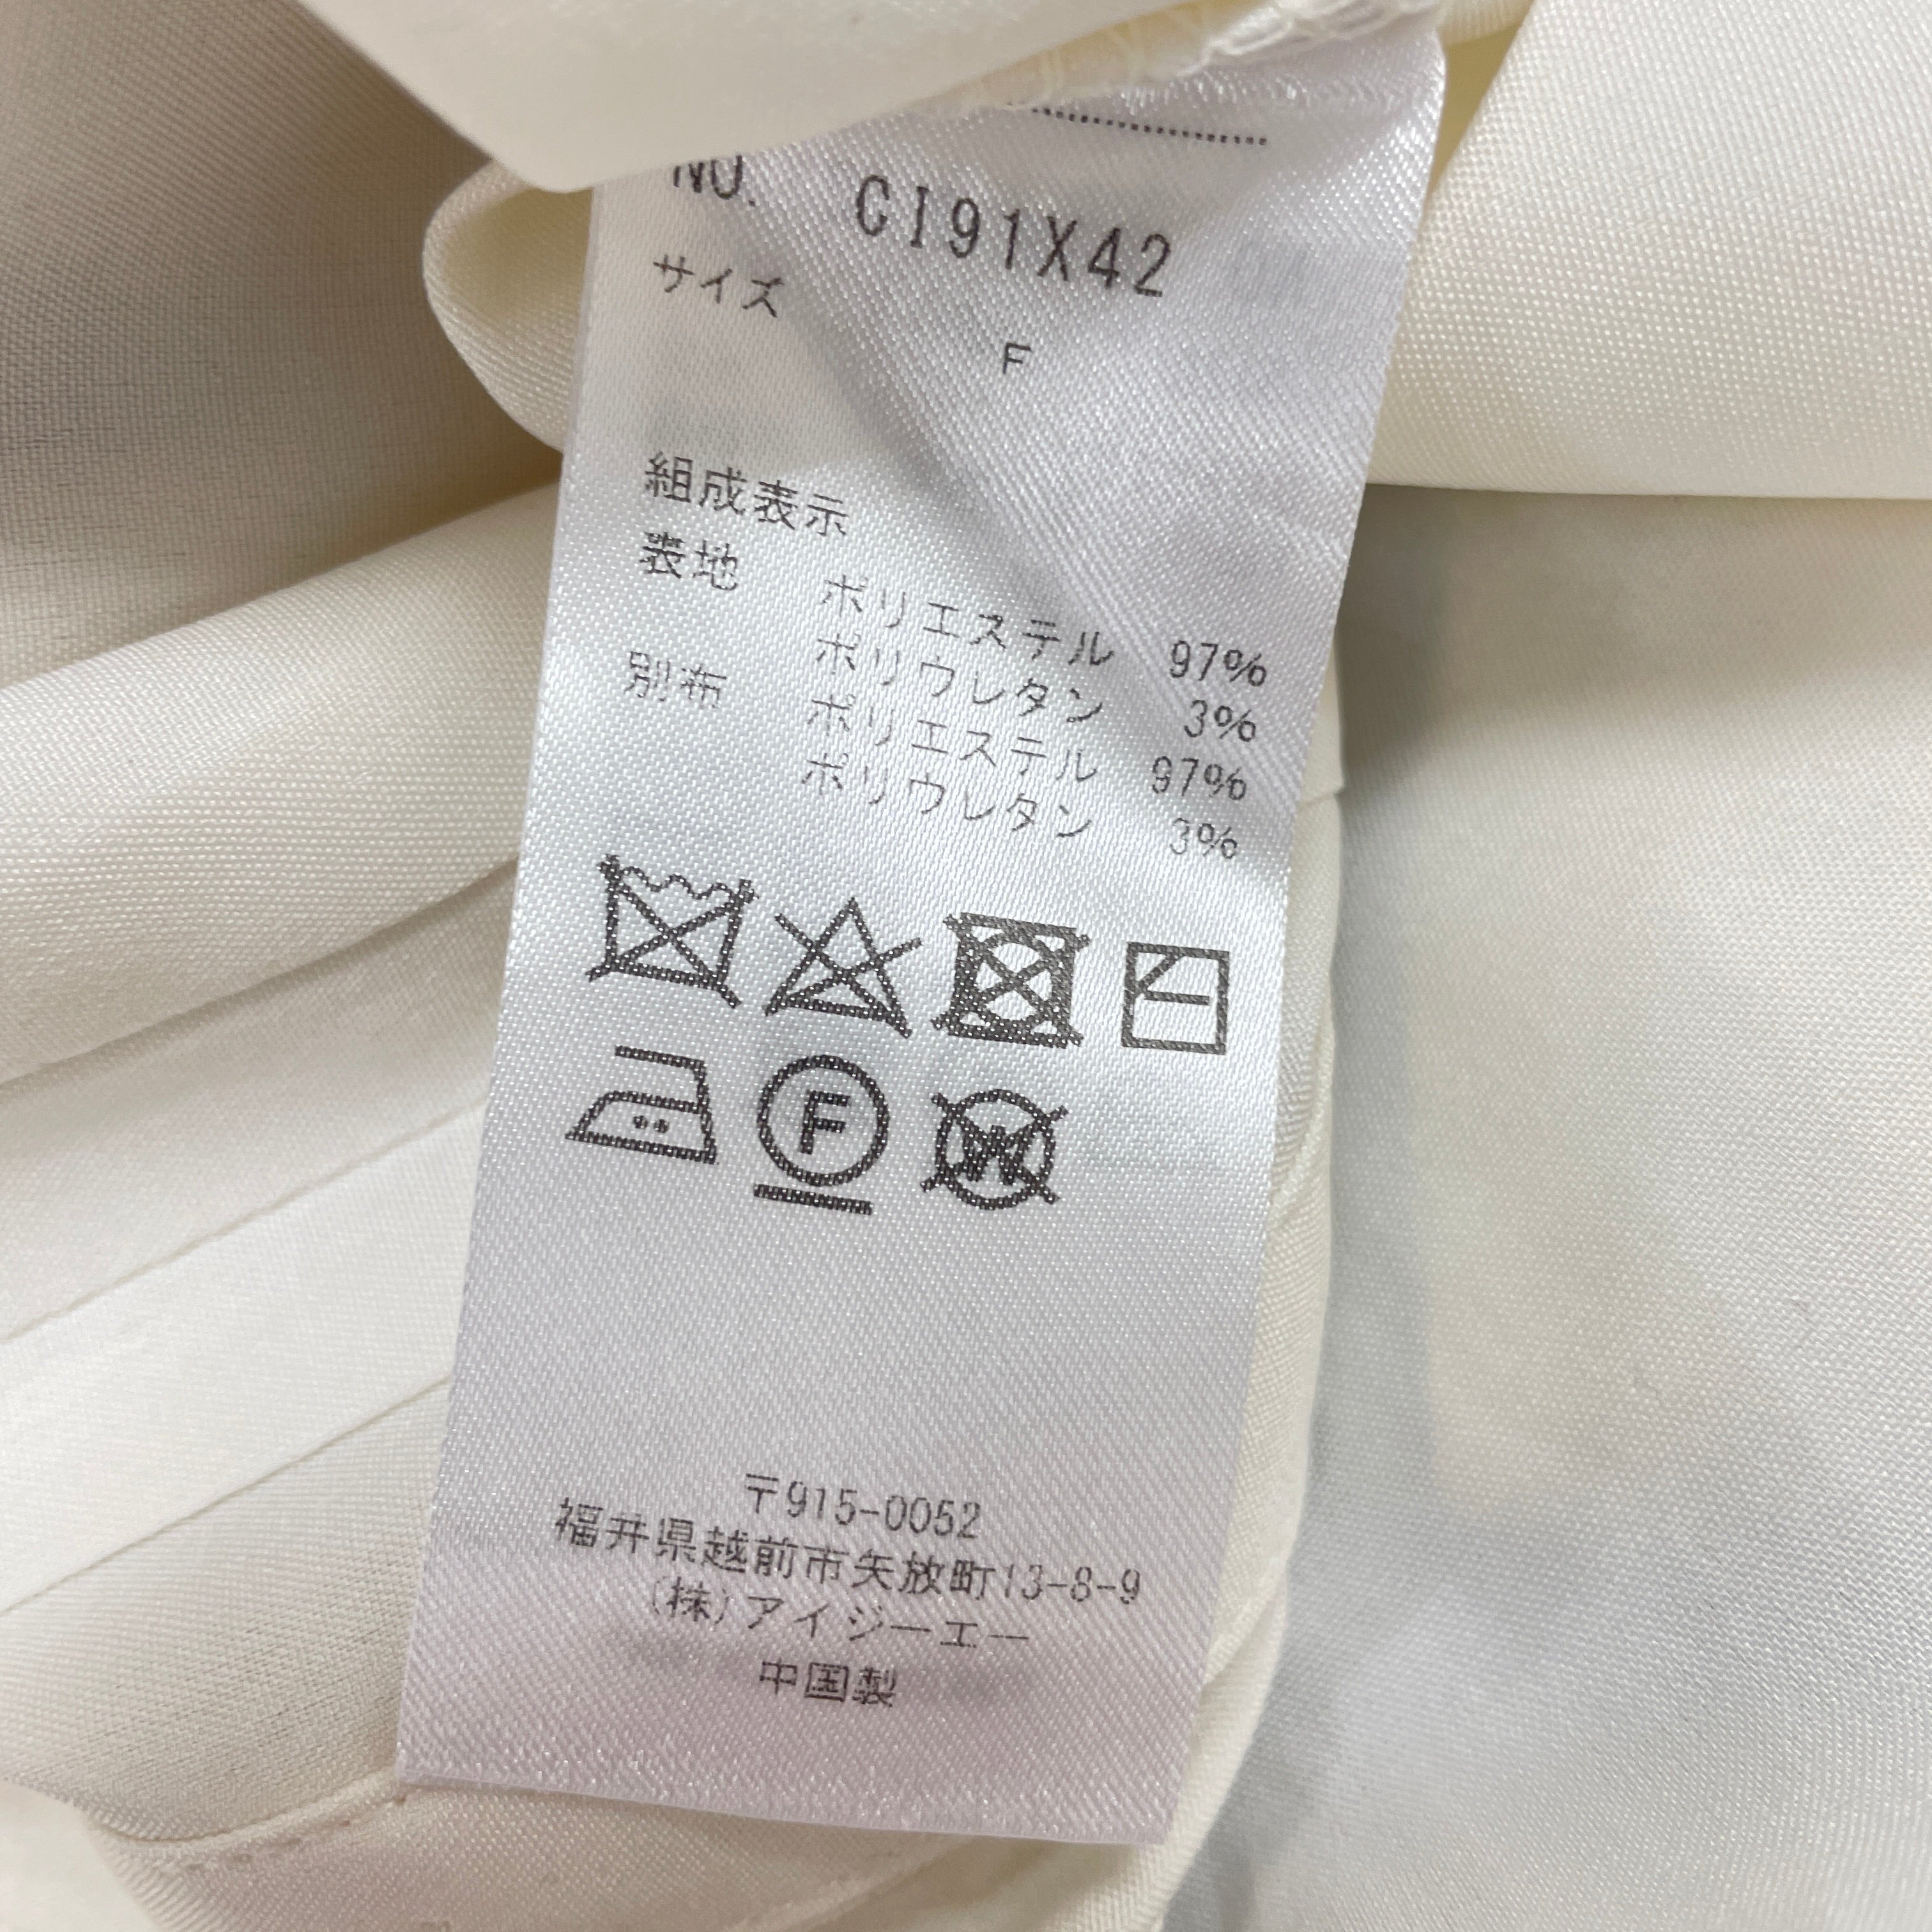 NO. CI91X42
サイズ
F
組成表示
表地 ポリエステル 97%
ポリウレタン 3%
別布 ポリエステル 97%
ポリウレタン 3%
F
W
〒915-0052
福井県越前市矢放町13-8-9
(株)アイジーエー
中国製